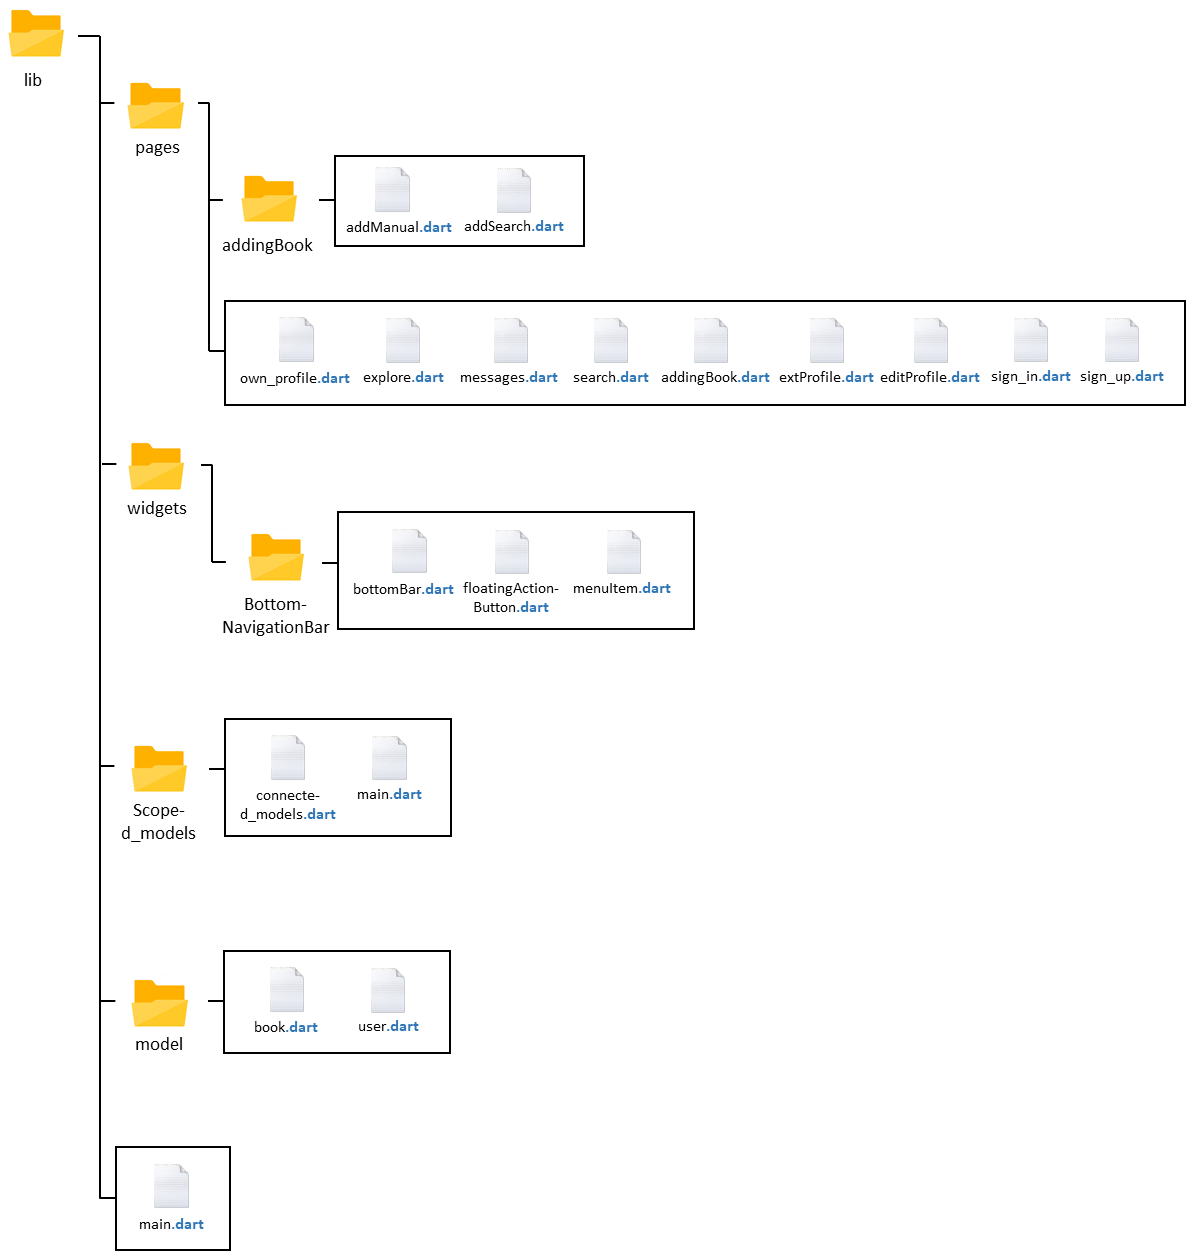 lib
pages
addingBook
addManual.dart
addSearch.dart
own_profile.dart
explore.dart
messages.dart
search.dart
addingBook.dart
extProfile.dart
editProfile.dart
sign_in.dart
sign_up.dart
widgets
Bottom-
NavigationBar
bottomBar.dart
floatingAction-
Button.dart
menuItem.dart
Scope-
d_models
connecte-
d_models.dart
main.dart
model
book.dart
user.dart
main.dart